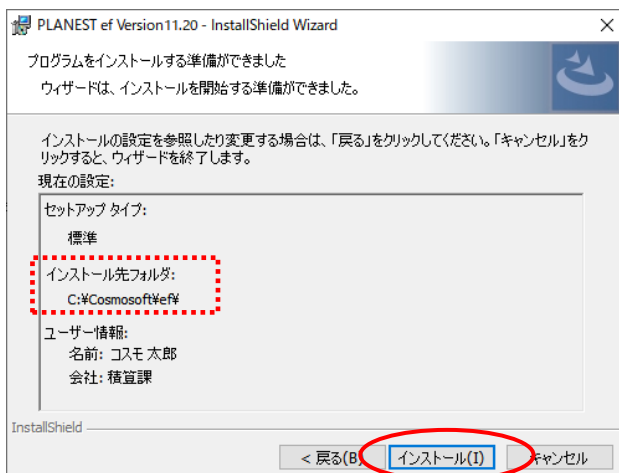 PLANEST ef Version11.20 - InstallShield Wizard
プログラムをインストールする準備ができました
ウィザードは、インストールを開始する準備ができました。
インストールの設定を参照したり変更する場合は、「戻る」をクリックしてください。「キャンセル」をク
リックすると、ウィザードを終了します。
現在の設定:
セットアップ タイプ:
標準
インストール先フォルダ:
C:¥Cosmosoft¥ef¥
ユーザー情報:
名前: コスモ 太郎
会社: 積算課
InstallShield
< 戻る(B)
インストール(I)
キャンセル